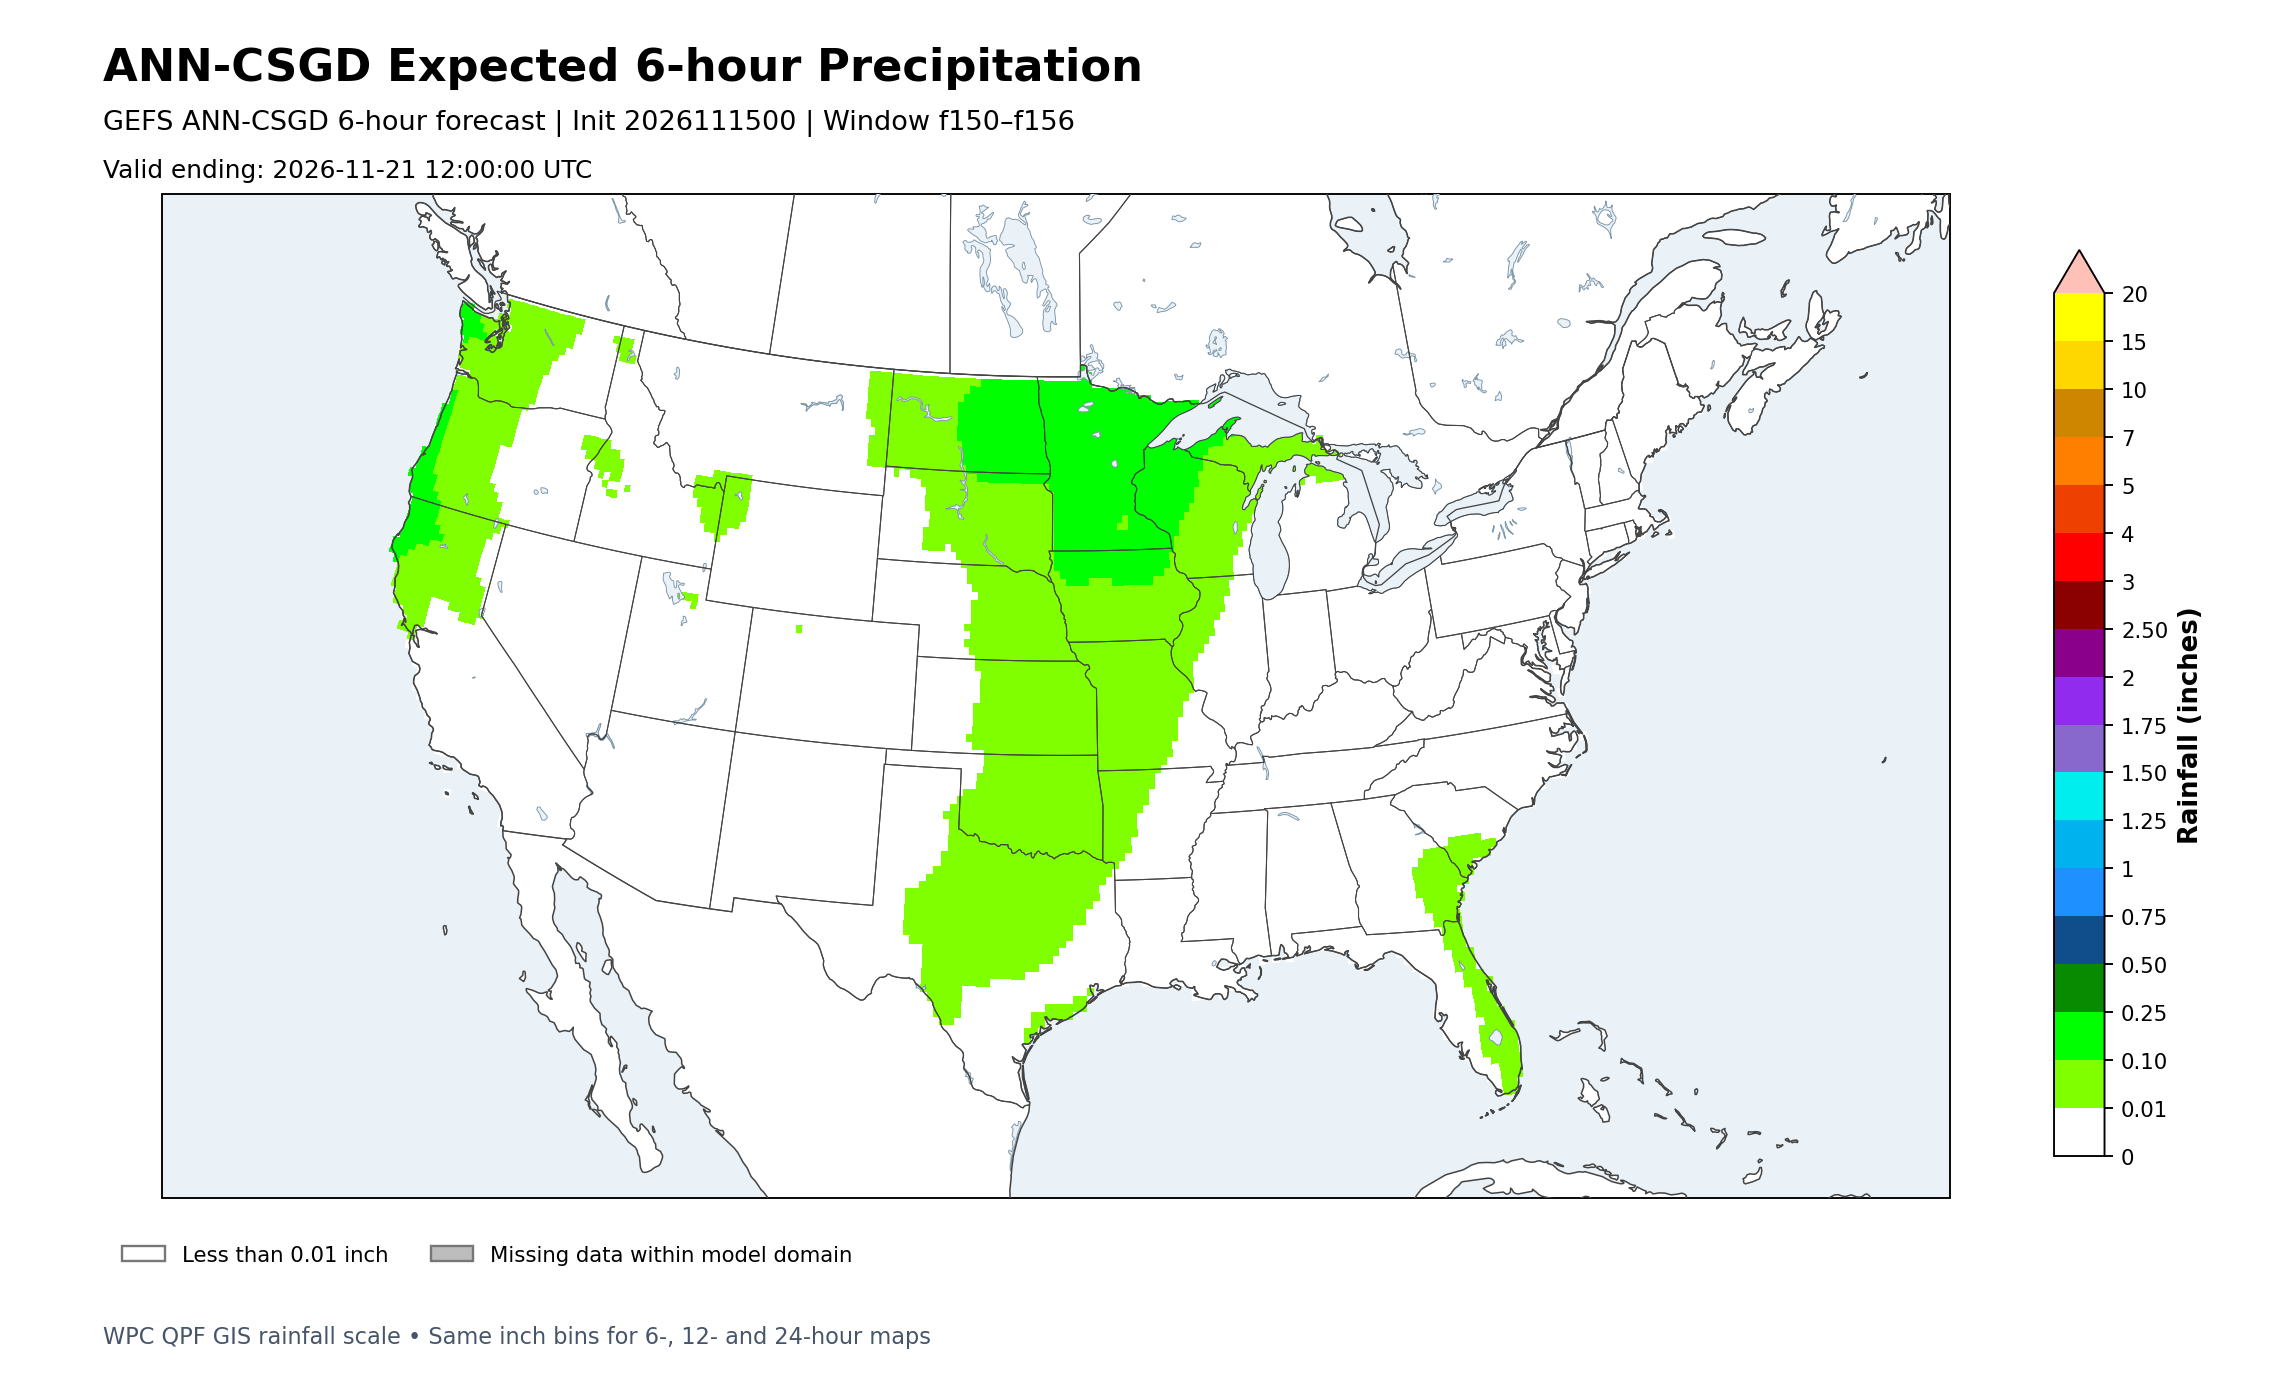 ANN-CSGD Expected 6-hour Precipitation
GEFS ANN-CSGD 6-hour forecast | Init 2026111500 | Window f150–f156
Valid ending: 2026-11-21 12:00:00 UTC
20
15
10
7
5
4
3
2.50
2
1.75
1.50
1.25
1
0.75
0.50
0.25
0.10
0.01
0
Rainfall (inches)
Less than 0.01 inch
Missing data within model domain
WPC QPF GIS rainfall scale • Same inch bins for 6-, 12- and 24-hour maps